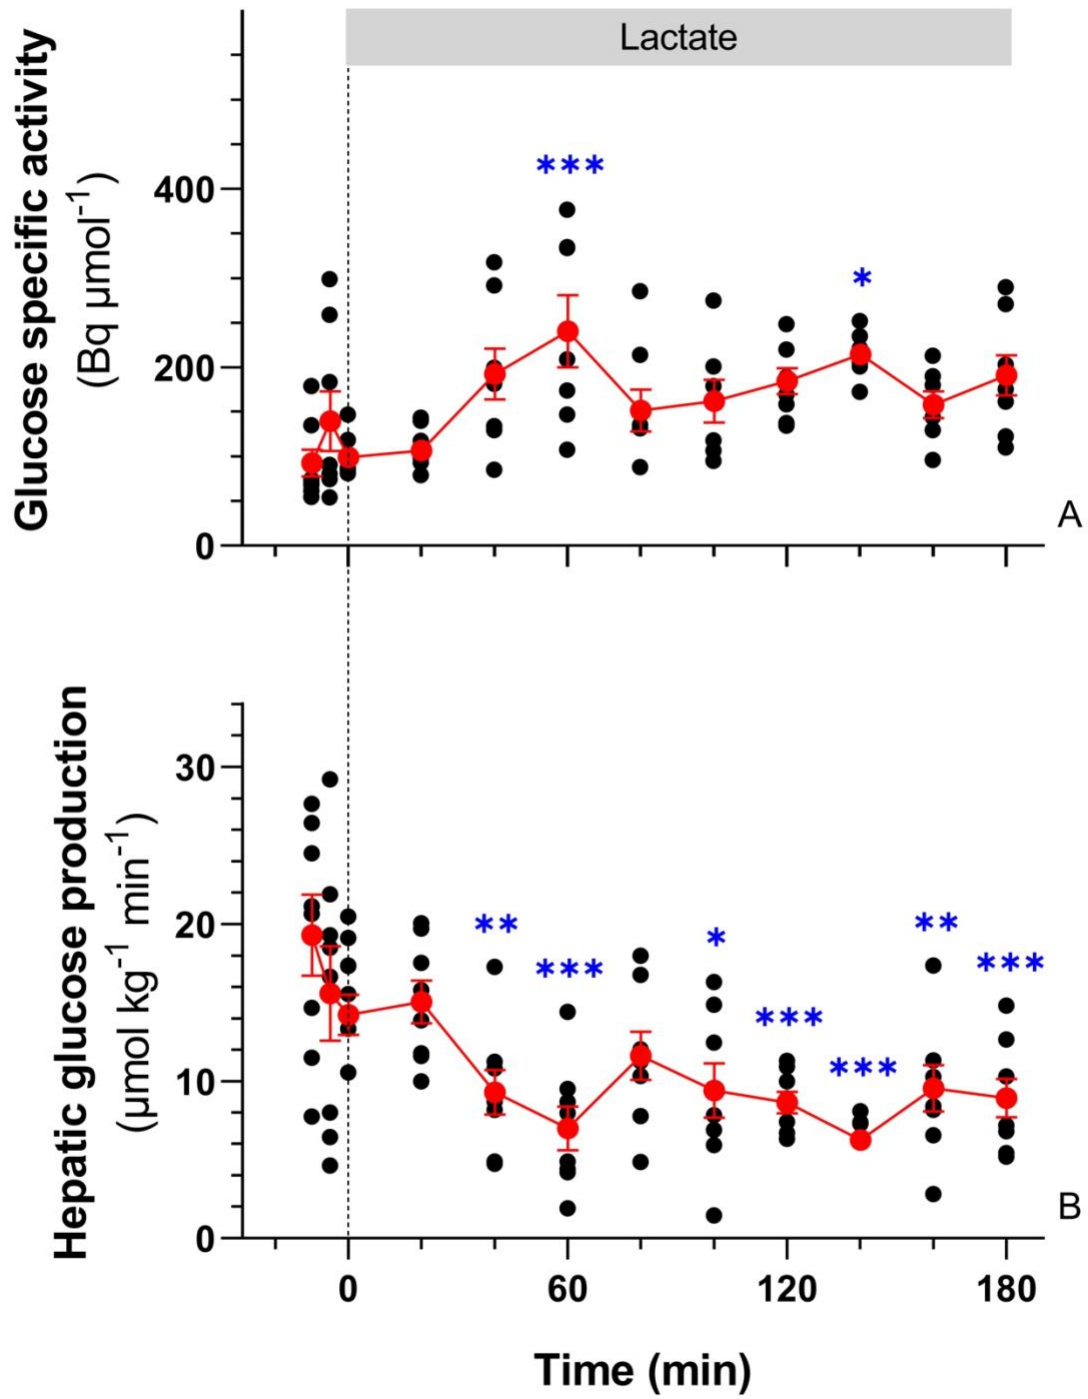 Lactate
Glucose specific activity
(Bq µmol⁻¹)
400
200
0
***
*
A
Hepatic glucose production
(µmol kg⁻¹ min⁻¹)
30
20
10
0
**
***
*
***
***
**
***
B
0 60 120 180
Time (min)